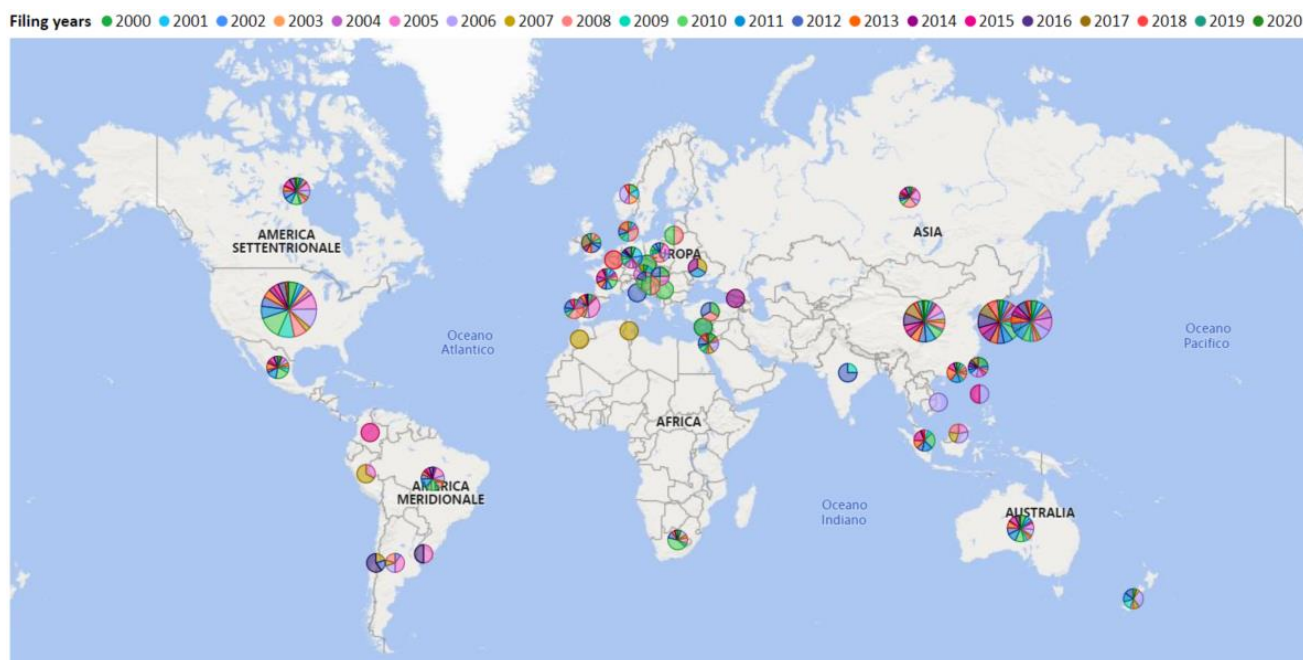 Filing years 2000 2001 2002 2003 2004 2005 2006 2007 2008 2009 2010 2011 2012 2013 2014 2015 2016 2017 2018 2019 2020
AMERICA
SETTENTRIONALE
ASIA
ROPA
Oceano
Atlantico
Oceano
Pacifico
AFRICA
AMERICA
MERIDIONALE
Oceano
Indiano
AUSTRALIA